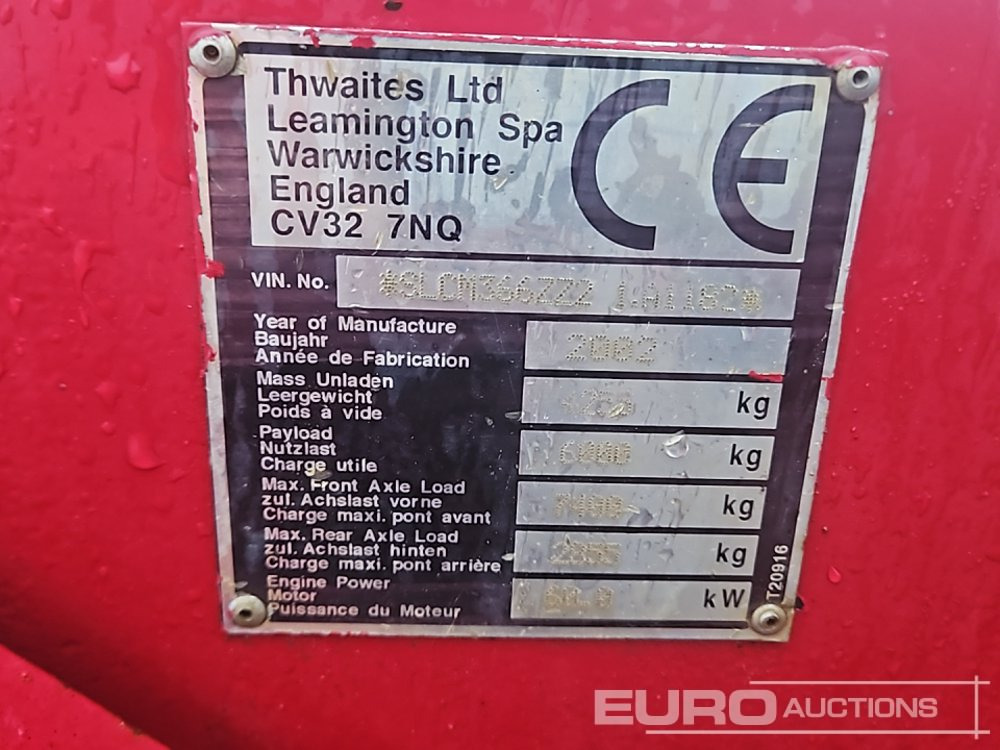 Thwaites Ltd
Leamington Spa
Warwickshire
England
CV32 7NQ
CE
VIN. No. *SLCM366ZZ2 1A1182*
Year of Manufacture
Baujahr
Année de Fabrication
2002
Mass Unladen
Leergewicht
Poids à vide
kg
Payload
Nutzlast
Charge utile
6000 kg
Max. Front Axle Load
zul. Achslast vorne
Charge maxi. pont avant
7400 kg
Max. Rear Axle Load
zul. Achslast hinten
Charge maxi. pont arrière
kg
Engine Power
Motor
Puissance du Moteur
kW
T20916
EURO AUCTIONS